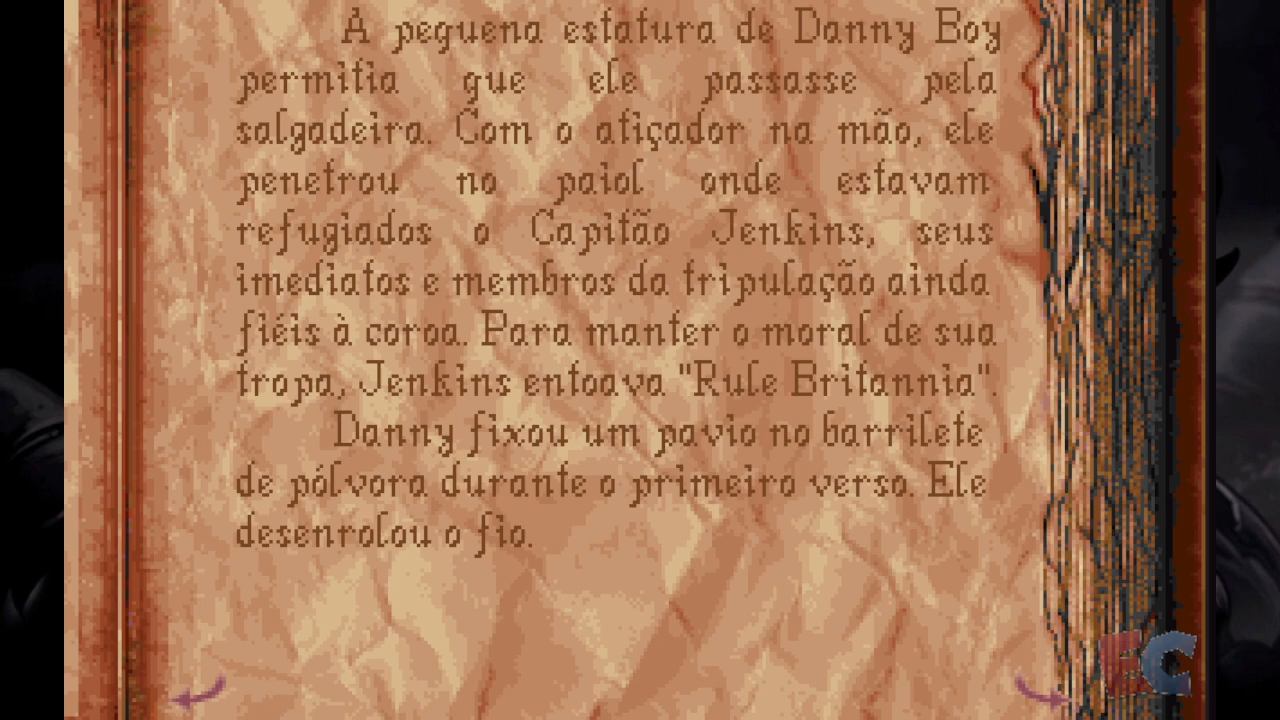 A pequena estatura de Danny Boy
permitia que ele passasse pela
salgadeira. Com o atiçador na mão, ele
penetrou no paiol onde estavam
refugiados o Capitão Jenkins, seus
imediatos e membros da tripulação ainda
fiéis à coroa. Para manter o moral de sua
tropa, Jenkins entoava "Rule Britannia"
Danny fixou um pavio no barrilete
de pólvora durante o primeiro verso. Ele
desenrolou o fio.
EC